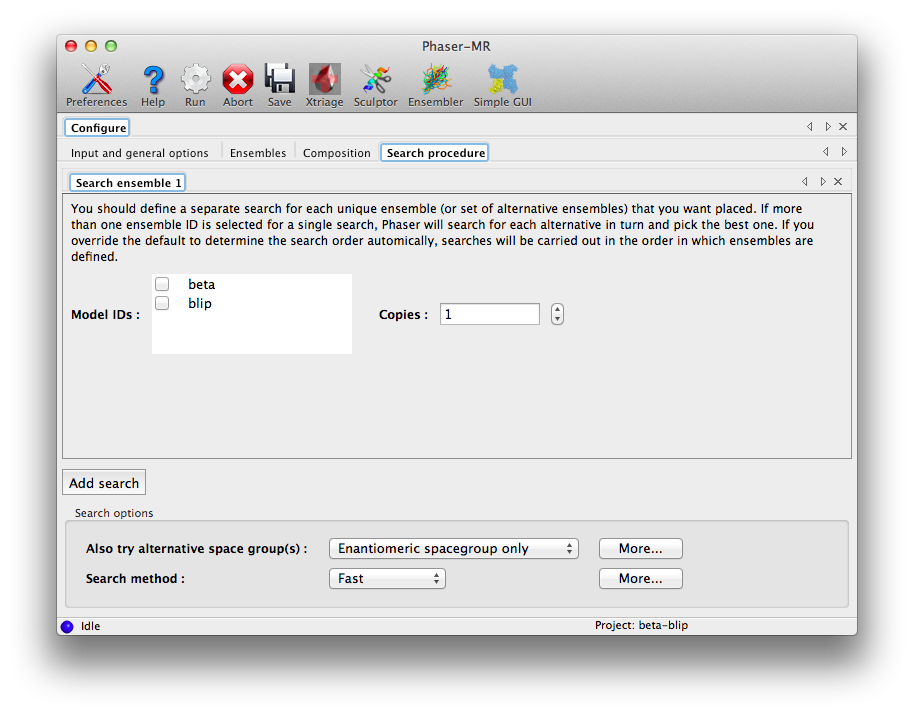 Phaser-MR
Preferences Help Run Abort Save Xtriage Sculptor Ensembler Simple GUI
Configure
Input and general options Ensembles Composition Search procedure
Search ensemble 1
You should define a separate search for each unique ensemble (or set of alternative ensembles) that you want placed. If more
than one ensemble ID is selected for a single search, Phaser will search for each alternative in turn and pick the best one. If you
override the default to determine the search order automically, searches will be carried out in the order in which ensembles are
defined.
beta
blip
Model IDs :
Copies : 1
Add search
Search options
Also try alternative space group(s) : Enantiomeric spacegroup only More...
Search method : Fast More...
Idle Project: beta-blip